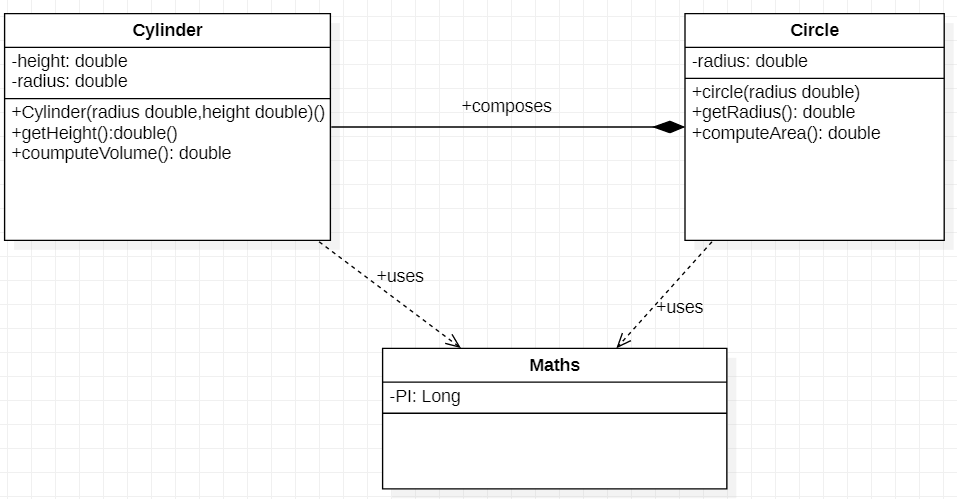 Cylinder
-height: double
-radius: double
+Cylinder(radius double,height double)()
+getHeight():double()
+coumputeVolume(): double
+composes
Circle
-radius: double
+circle(radius double)
+getRadius(): double
+computeArea(): double
+uses
+uses
Maths
-PI: Long